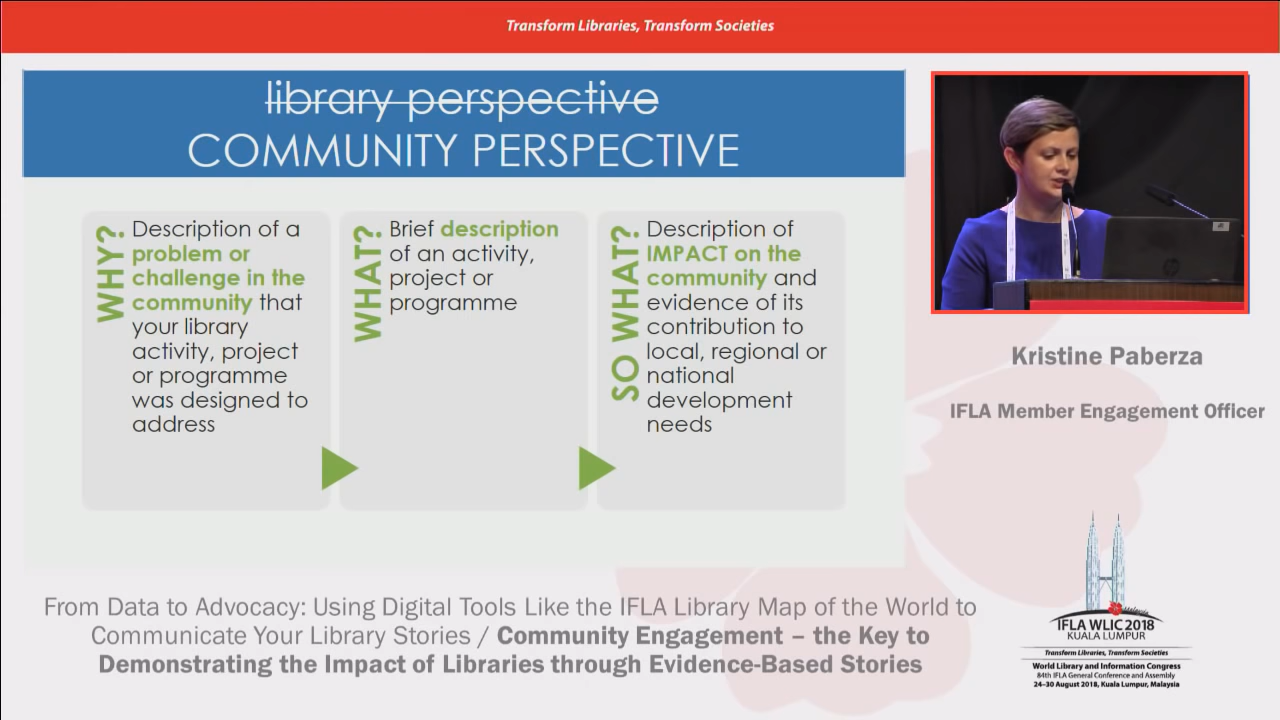 Transform Libraries, Transform Societies
library perspective
COMMUNITY PERSPECTIVE
WHY?
Description of a
problem or
challenge in the
community that
your library
activity, project
or programme
was designed to
address
WHAT?
Brief description
of an activity,
project or
programme
SO WHAT?
Description of
IMPACT on the
community and
evidence of its
contribution to
local, regional or
national
development
needs
Kristine Paberza
IFLA Member Engagement Officer
From Data to Advocacy: Using Digital Tools Like the IFLA Library Map of the World to
Communicate Your Library Stories / Community Engagement – the Key to
Demonstrating the Impact of Libraries through Evidence-Based Stories
Malaysia
IFLA WLIC 2018
KUALA LUMPUR
Transform Libraries, Transform Societies
World Library and Information Congress
84th IFLA General Conference and Assembly
24–30 August 2018, Kuala Lumpur, Malaysia